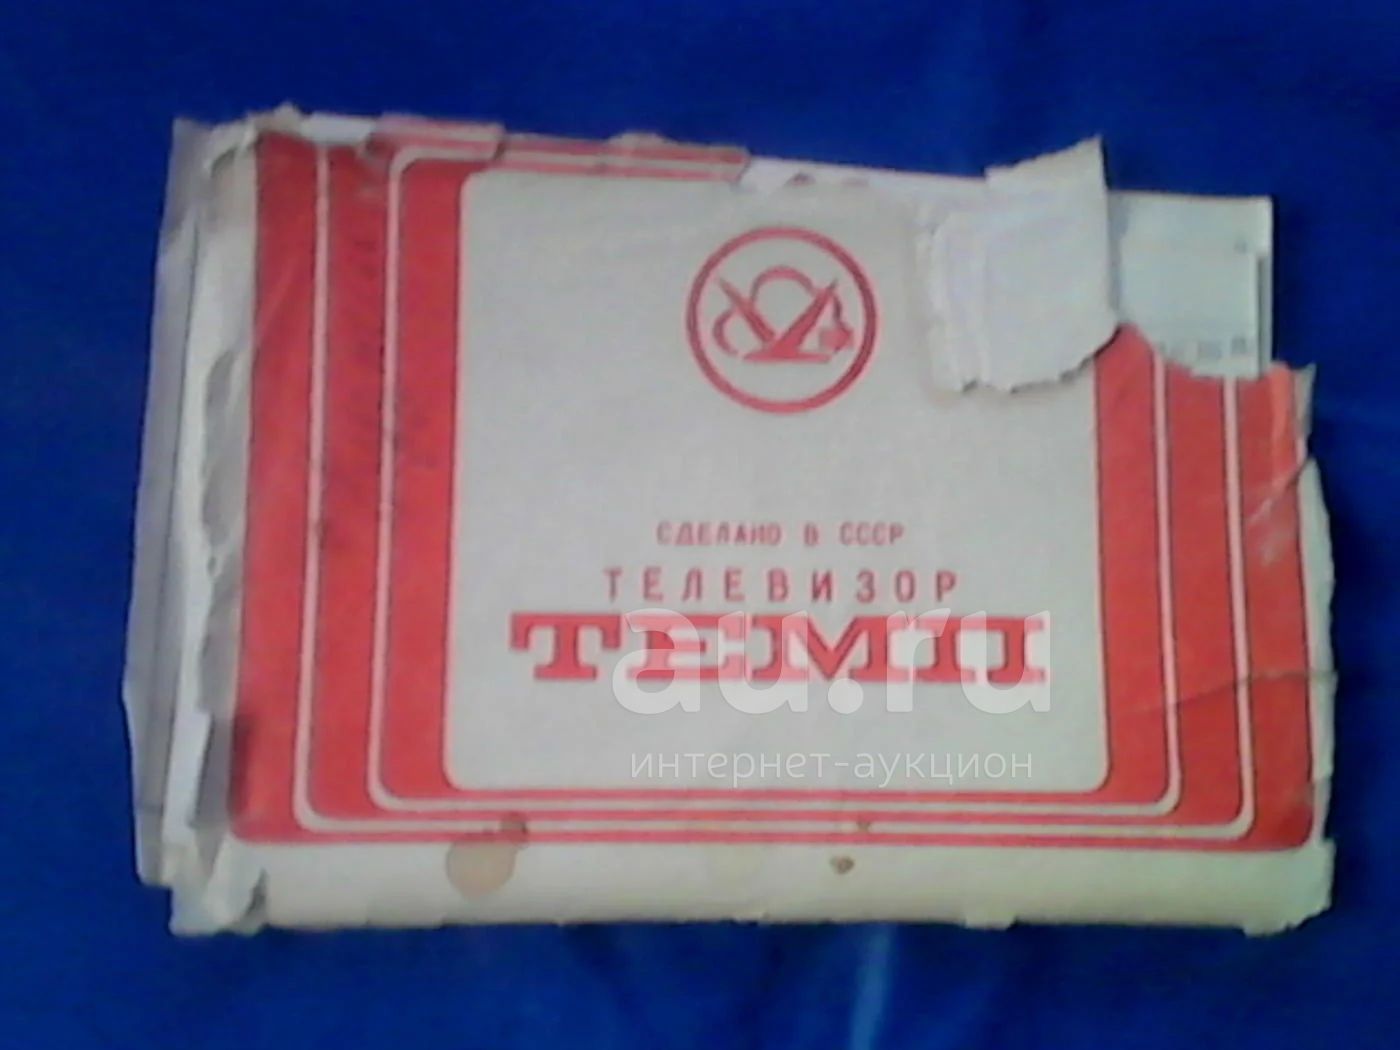 СДЕЛАНО В СССР
ТЕЛЕВИЗОР
ТЕМП
au.ru
интернет-аукцион